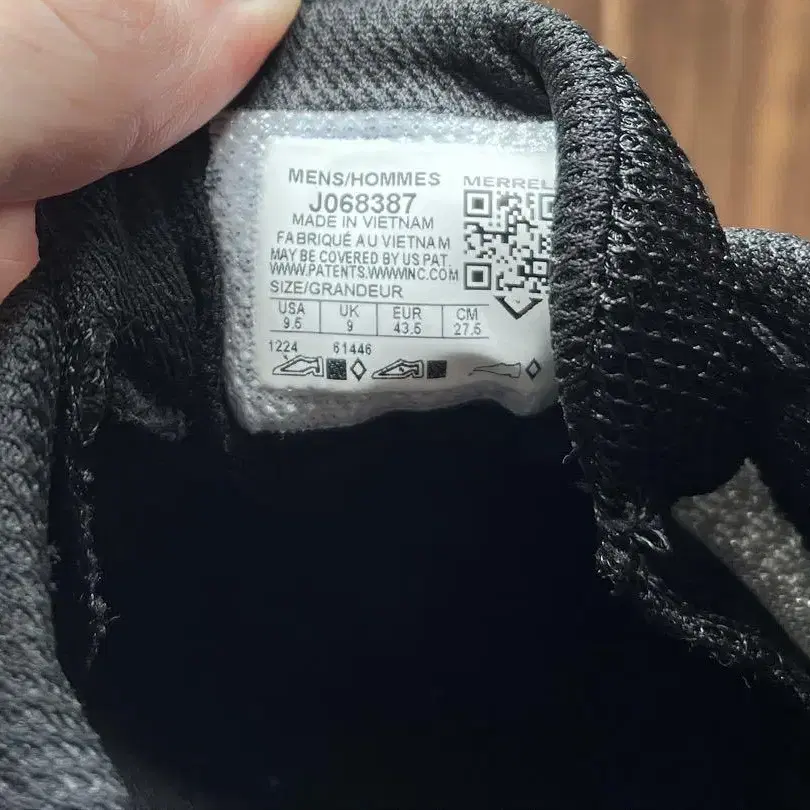 MENS/HOMMES
MERREL
J068387
MADE IN VIETNAM
FABRIQUÉ AU VIETNAM
MAY BE COVERED BY US PAT.
WWW.PATENTS.WWWINC.COM
SIZE/GRANDEUR
USA UK EUR CM
9.5 9 43.5 27.5
1224 61446